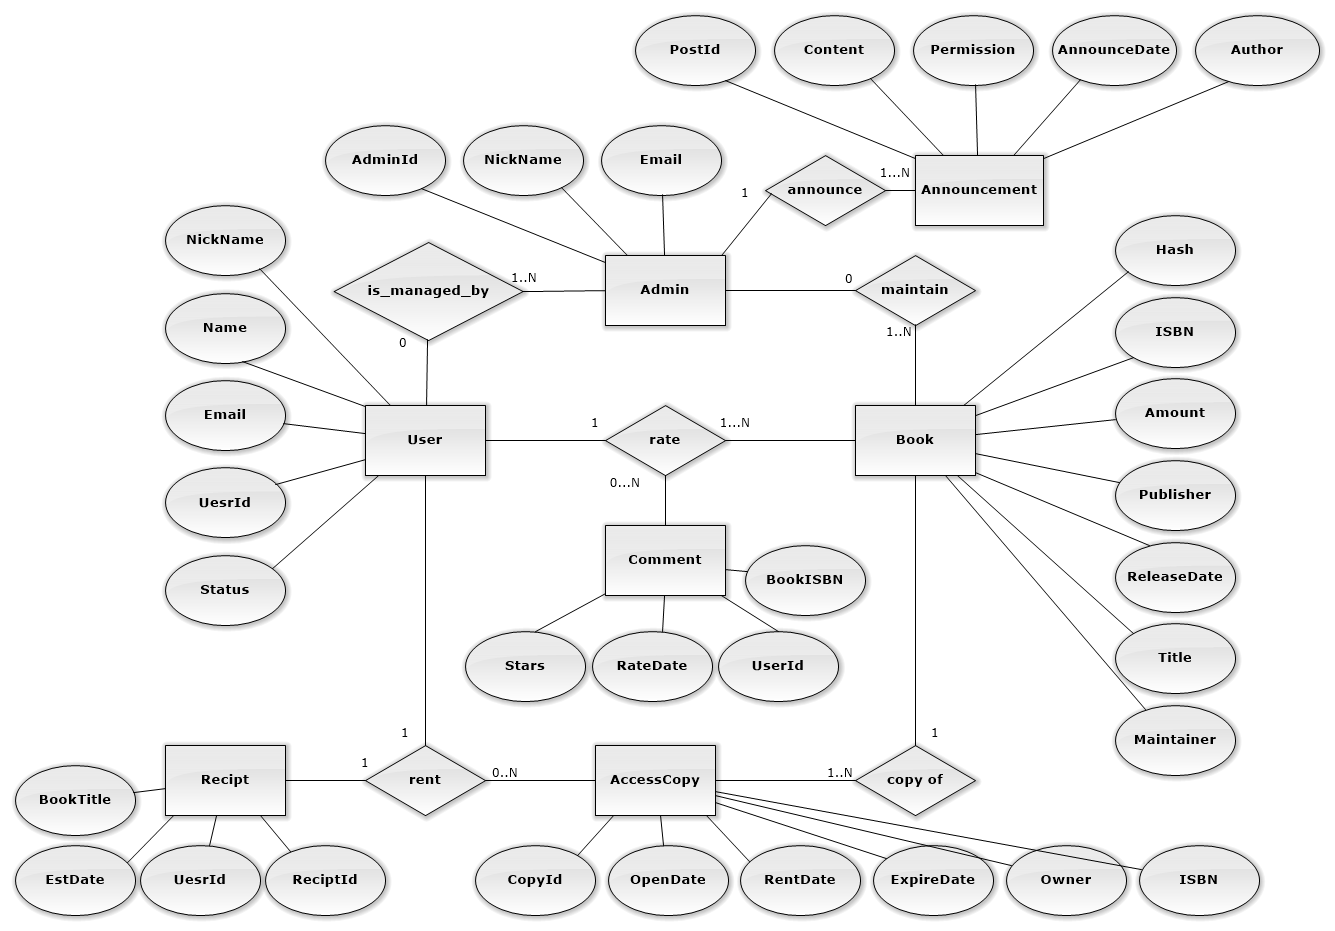 PostId
Content
Permission
AnnounceDate
Author
AdminId
NickName
Email
announce
1
1...N
Announcement
NickName
is_managed_by
1..N
0
Admin
0
maintain
1..N
Hash
Name
ISBN
Email
User
1
rate
1...N
0...N
Book
Amount
UesrId
Publisher
Status
Comment
BookISBN
ReleaseDate
Stars
RateDate
UserId
Title
Maintainer
1
1
Recipt
1
rent
0..N
AccessCopy
1..N
copy of
BookTitle
EstDate
UesrId
ReciptId
CopyId
OpenDate
RentDate
ExpireDate
Owner
ISBN